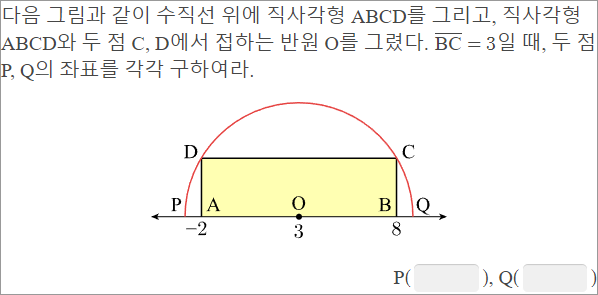 다음 그림과 같이 수직선 위에 직사각형 ABCD를 그리고, 직사각형
ABCD와 두 점 C, D에서 접하는 반원 O를 그렸다. B̅C̅ = 3일 때, 두 점
P, Q의 좌표를 각각 구하여라.
D C
P A O B Q
−2 3 8
P( ), Q( )